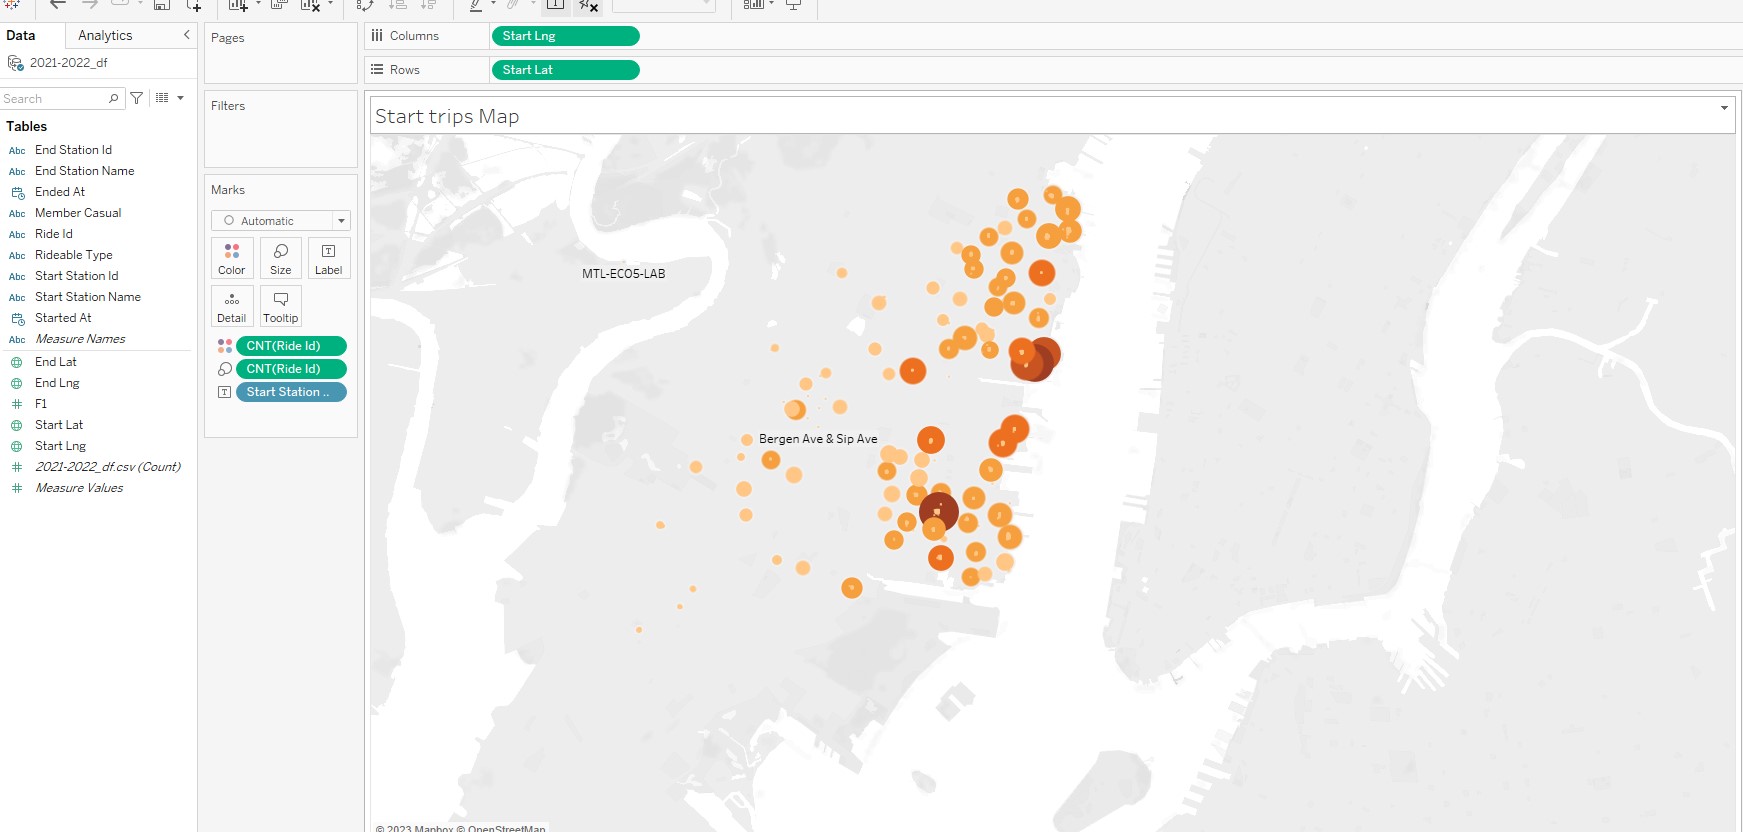 Data Analytics
2021-2022_df
Search
Tables
Abc End Station Id
Abc End Station Name
Ended At
Abc Member Casual
Abc Ride Id
Abc Rideable Type
Abc Start Station Id
Abc Start Station Name
Started At
Abc Measure Names
End Lat
End Lng
# F1
Start Lat
Start Lng
# 2021-2022_df.csv (Count)
# Measure Values
Pages
Filters
Marks
Automatic
Color Size Label
Detail Tooltip
CNT(Ride Id)
CNT(Ride Id)
Start Station ..
Columns Start Lng
Rows Start Lat
Start trips Map
MTL-ECO5-LAB
Bergen Ave & Sip Ave
© 2023 Mapbox © OpenStreetMap